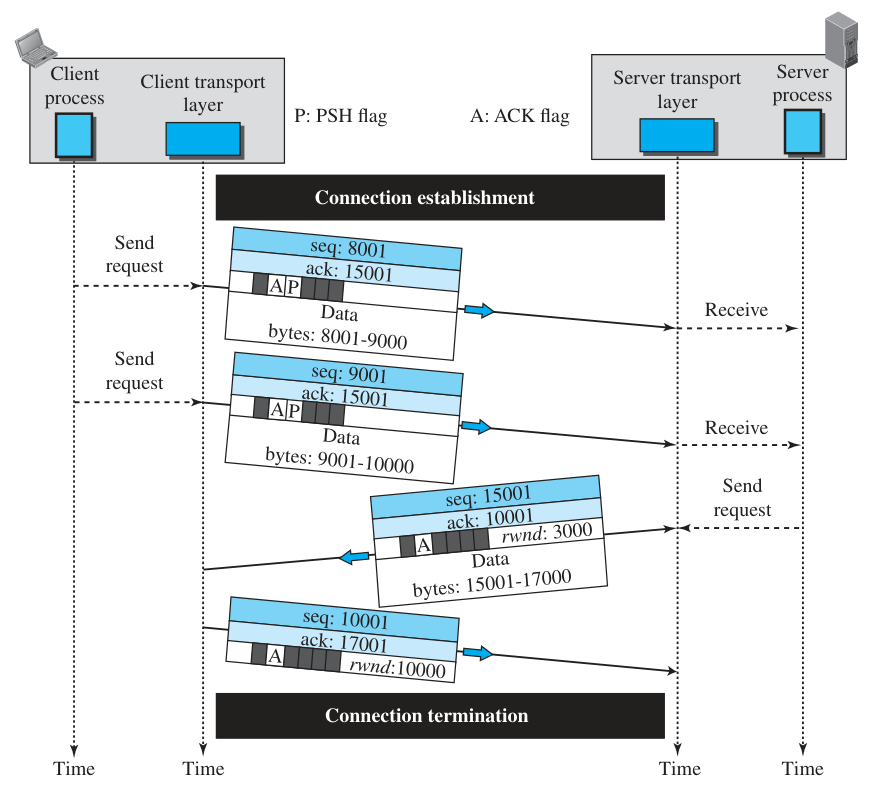 Client
process
Client transport
layer
P: PSH flag
A: ACK flag
Server transport
layer
Server
process
Connection establishment
Send
request
seq: 8001
ack: 15001
A P
Data
bytes: 8001-9000
Receive
Send
request
seq: 9001
ack: 15001
A P
Data
bytes: 9001-10000
Receive
Send
request
seq: 15001
ack: 10001
A
rwnd: 3000
Data
bytes: 15001-17000
seq: 10001
ack: 17001
A
rwnd:10000
Connection termination
Time
Time
Time
Time